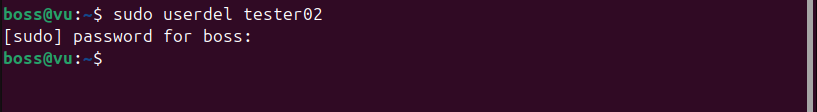 boss@vu:~$ sudo userdel tester02
[sudo] password for boss:
boss@vu:~$